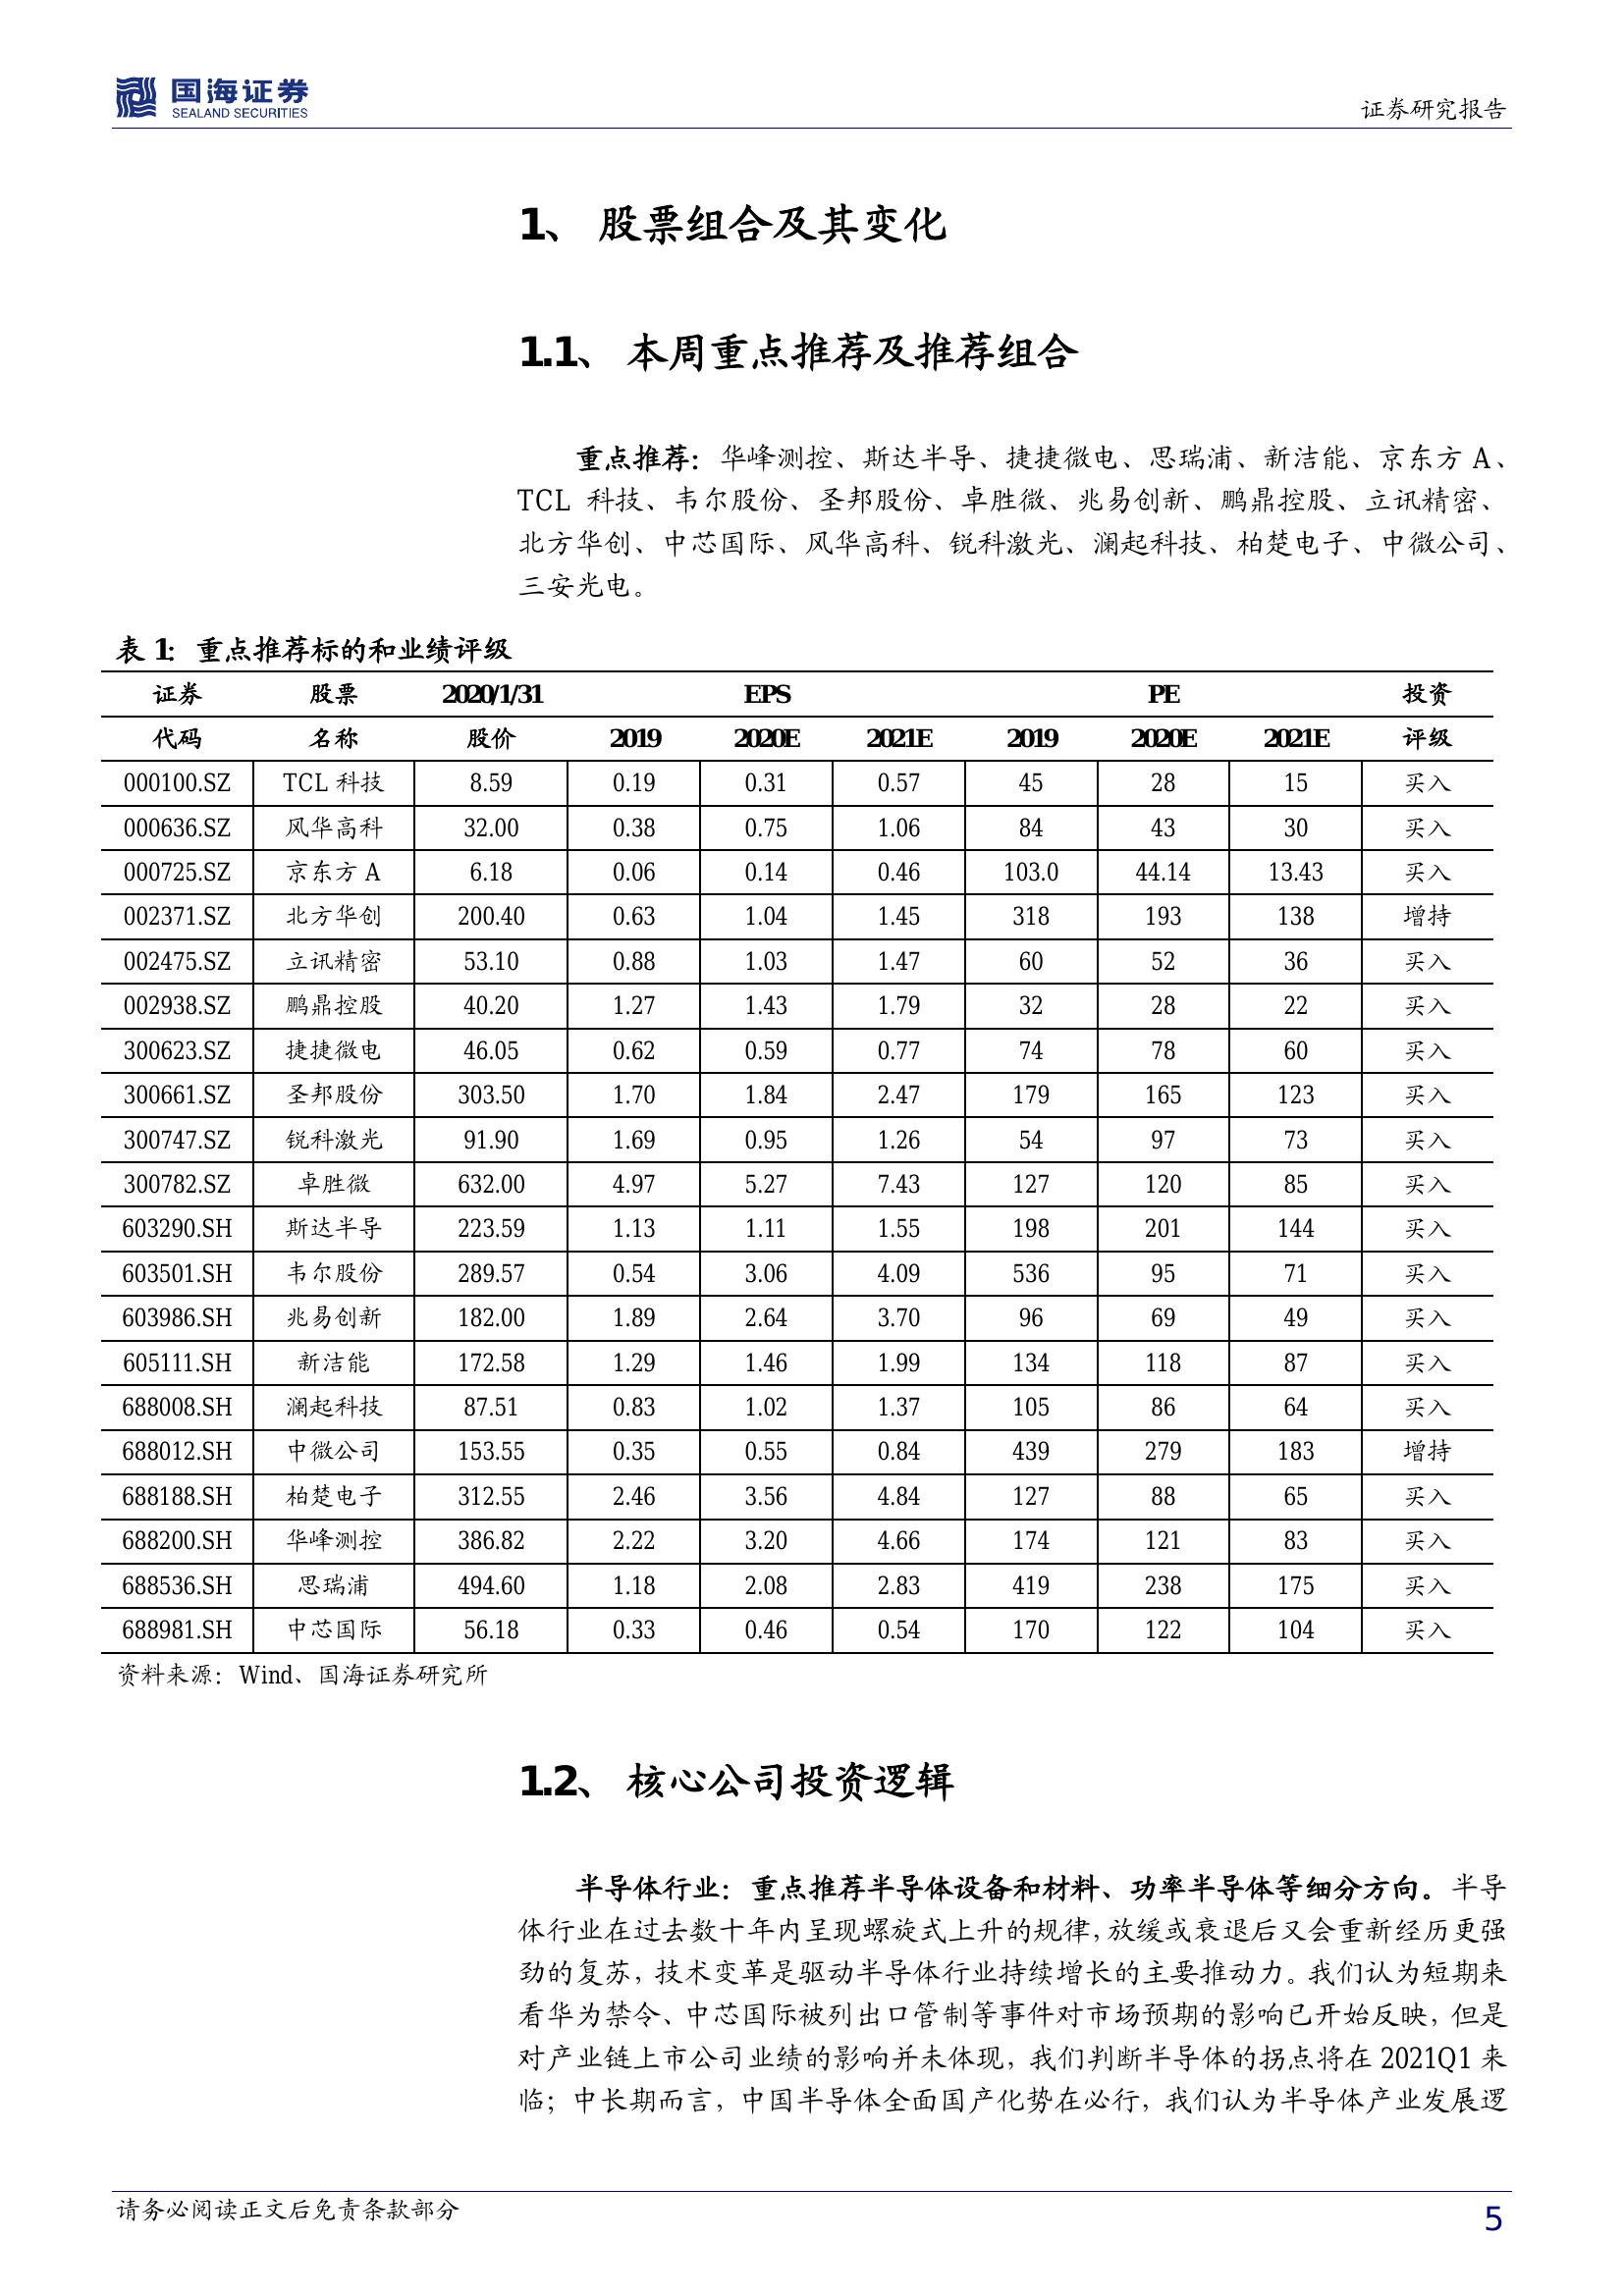 国海证券
SEALAND SECURITIES
证券研究报告
1、 股票组合及其变化
1.1、 本周重点推荐及推荐组合
重点推荐：华峰测控、斯达半导、捷捷微电、思瑞浦、新洁能、京东方 A、
TCL 科技、韦尔股份、圣邦股份、卓胜微、兆易创新、鹏鼎控股、立讯精密、
北方华创、中芯国际、风华高科、锐科激光、澜起科技、柏楚电子、中微公司、
三安光电。
表 1：重点推荐标的和业绩评级
证券 股票 2020/1/31 EPS PE 投资
代码 名称 股价 2019 2020E 2021E 2019 2020E 2021E 评级
000100.SZ TCL 科技 8.59 0.19 0.31 0.57 45 28 15 买入
000636.SZ 风华高科 32.00 0.38 0.75 1.06 84 43 30 买入
000725.SZ 京东方 A 6.18 0.06 0.14 0.46 103.0 44.14 13.43 买入
002371.SZ 北方华创 200.40 0.63 1.04 1.45 318 193 138 增持
002475.SZ 立讯精密 53.10 0.88 1.03 1.47 60 52 36 买入
002938.SZ 鹏鼎控股 40.20 1.27 1.43 1.79 32 28 22 买入
300623.SZ 捷捷微电 46.05 0.62 0.59 0.77 74 78 60 买入
300661.SZ 圣邦股份 303.50 1.70 1.84 2.47 179 165 123 买入
300747.SZ 锐科激光 91.90 1.69 0.95 1.26 54 97 73 买入
300782.SZ 卓胜微 632.00 4.97 5.27 7.43 127 120 85 买入
603290.SH 斯达半导 223.59 1.13 1.11 1.55 198 201 144 买入
603501.SH 韦尔股份 289.57 0.54 3.06 4.09 536 95 71 买入
603986.SH 兆易创新 182.00 1.89 2.64 3.70 96 69 49 买入
605111.SH 新洁能 172.58 1.29 1.46 1.99 134 118 87 买入
688008.SH 澜起科技 87.51 0.83 1.02 1.37 105 86 64 买入
688012.SH 中微公司 153.55 0.35 0.55 0.84 439 279 183 增持
688188.SH 柏楚电子 312.55 2.46 3.56 4.84 127 88 65 买入
688200.SH 华峰测控 386.82 2.22 3.20 4.66 174 121 83 买入
688536.SH 思瑞浦 494.60 1.18 2.08 2.83 419 238 175 买入
688981.SH 中芯国际 56.18 0.33 0.46 0.54 170 122 104 买入
资料来源：Wind、国海证券研究所
1.2、 核心公司投资逻辑
半导体行业：重点推荐半导体设备和材料、功率半导体等细分方向。半导
体行业在过去数十年内呈现螺旋式上升的规律，放缓或衰退后又会重新经历更强
劲的复苏，技术变革是驱动半导体行业持续增长的主要推动力。我们认为短期来
看华为禁令、中芯国际被列出口管制等事件对市场预期的影响已开始反映，但是
对产业链上市公司业绩的影响并未体现，我们判断半导体的拐点将在 2021Q1 来
临；中长期而言，中国半导体全面国产化势在必行，我们认为半导体产业发展逻
请务必阅读正文后免责条款部分
5